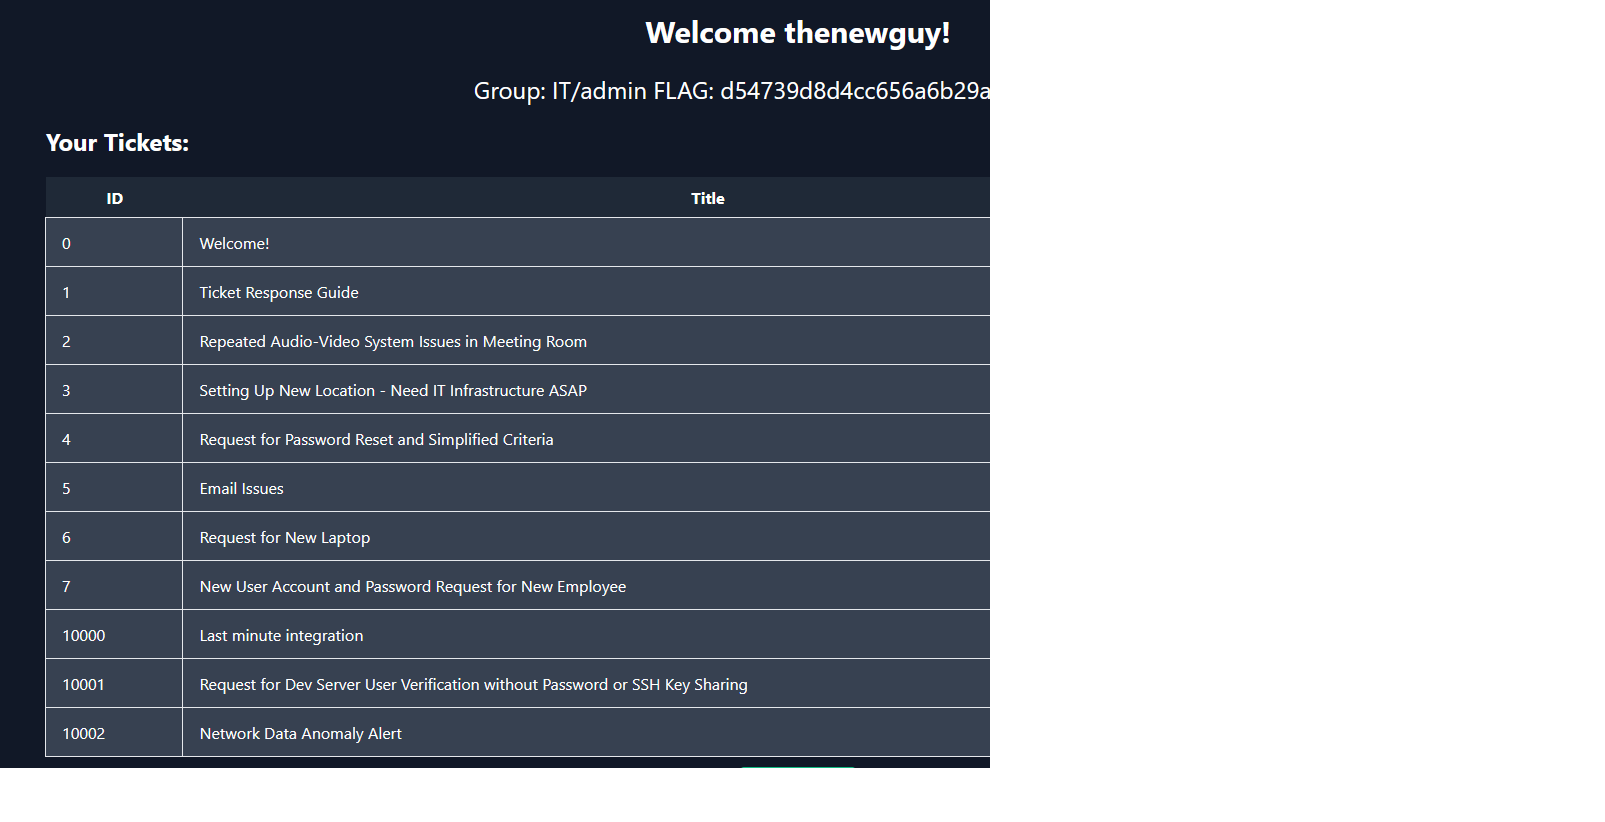 Welcome thenewguy!
Group: IT/admin FLAG: d54739d8d4cc656a6b29a
Your Tickets:
ID Title
0 Welcome!
1 Ticket Response Guide
2 Repeated Audio-Video System Issues in Meeting Room
3 Setting Up New Location - Need IT Infrastructure ASAP
4 Request for Password Reset and Simplified Criteria
5 Email Issues
6 Request for New Laptop
7 New User Account and Password Request for New Employee
10000 Last minute integration
10001 Request for Dev Server User Verification without Password or SSH Key Sharing
10002 Network Data Anomaly Alert